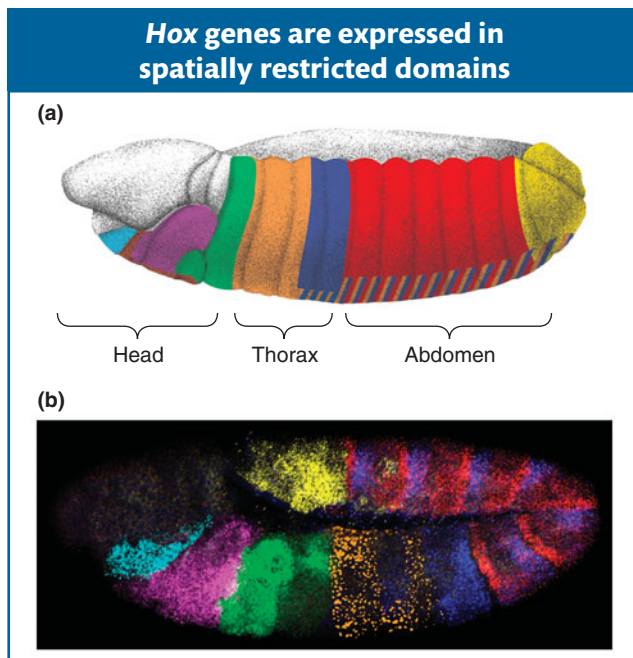 Hox genes are expressed in
spatially restricted domains
(a)
Head Thorax Abdomen
(b)